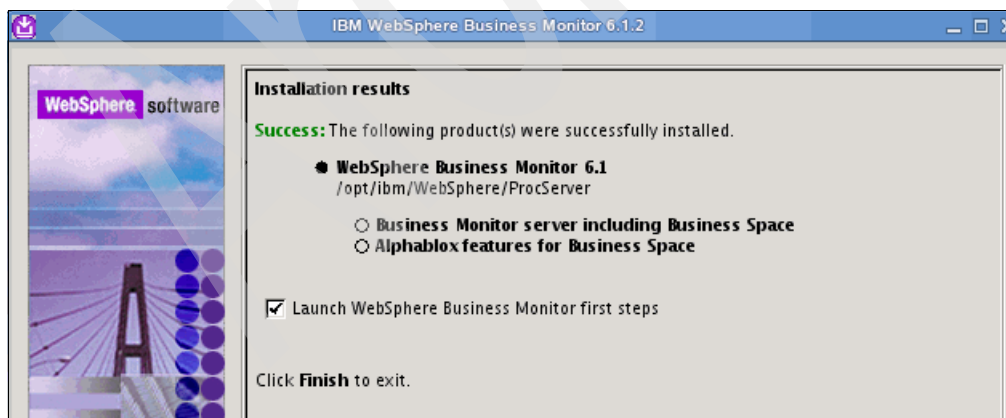 IBM WebSphere Business Monitor 6.1.2
WebSphere software
Installation results
Success: The following product(s) were successfully installed.
WebSphere Business Monitor 6.1
/opt/ibm/WebSphere/ProcServer
Business Monitor server including Business Space
Alphablox features for Business Space
Launch WebSphere Business Monitor first steps
Click Finish to exit.